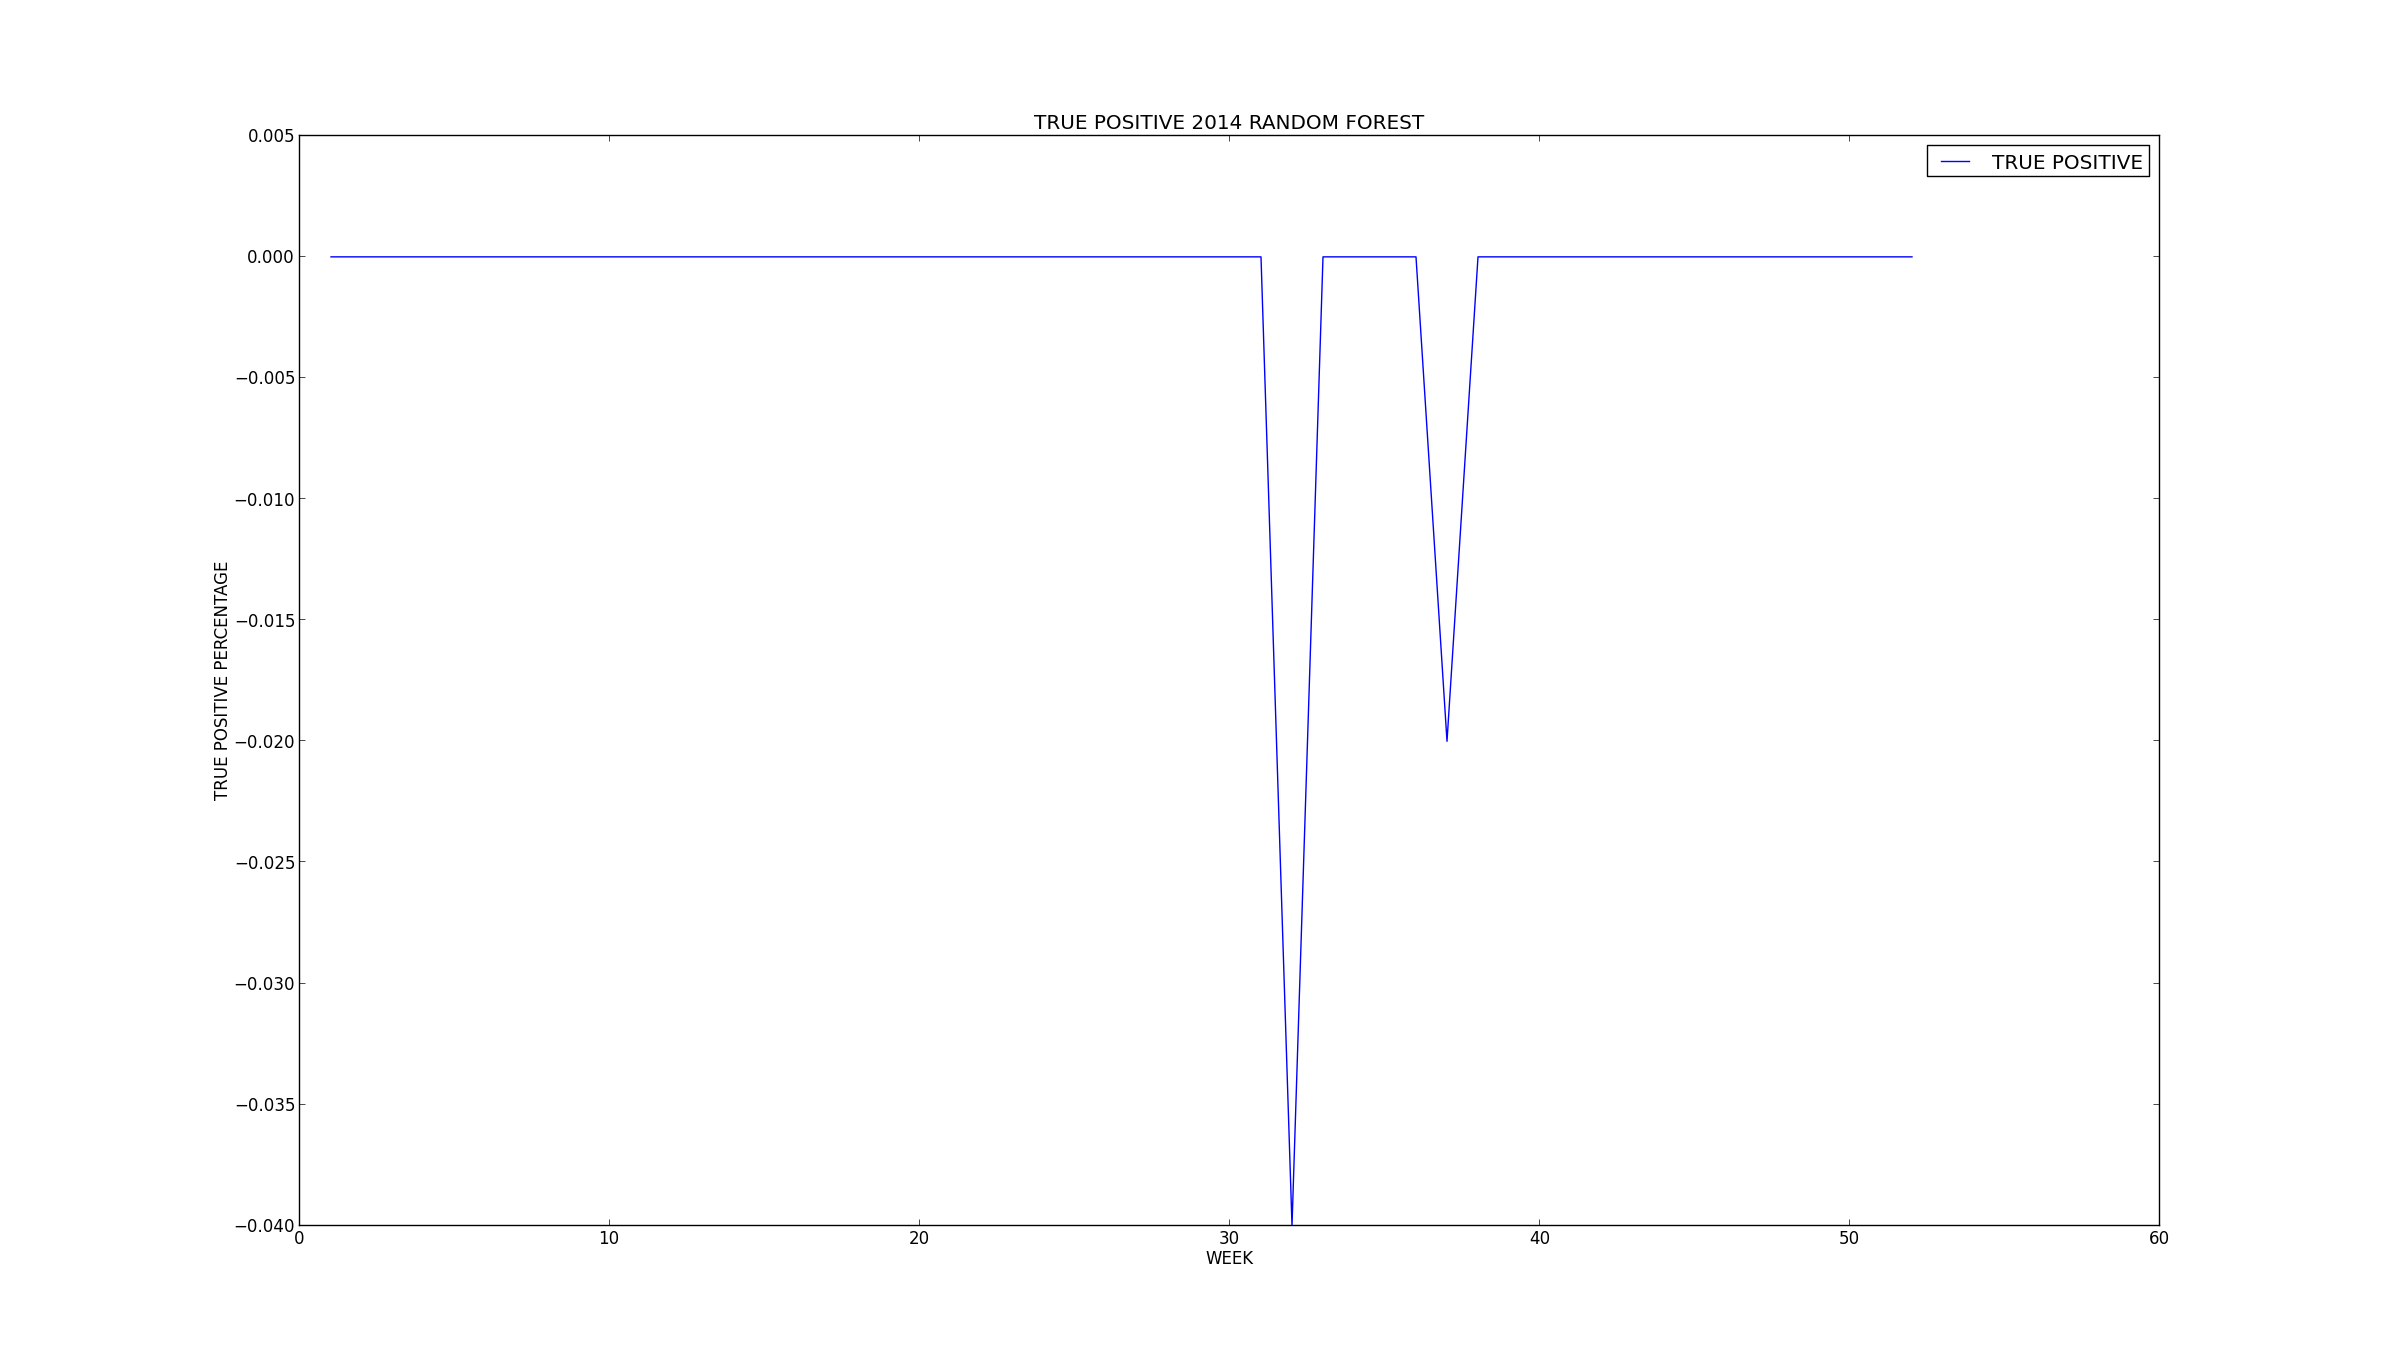 TRUE POSITIVE 2014 RANDOM FOREST
TRUE POSITIVE
0.005
0.000
−0.005
−0.010
−0.015
−0.020
−0.025
−0.030
−0.035
−0.040
TRUE POSITIVE PERCENTAGE
0 10 20 30 40 50 60
WEEK